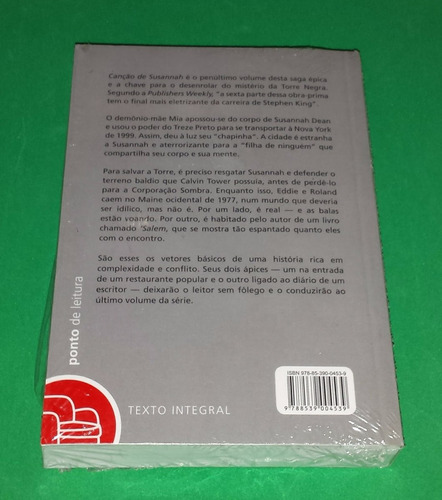 Canção de Susannah é o penúltimo volume desta saga épica
e a chave para o desenrolar do mistério da Torre Negra.
Segundo a Publishers Weekly, "a sexta parte dessa obra-prima
tem o final mais eletrizante da carreira de Stephen King".
O demônio-mãe Mia apossou-se do corpo de Susannah Dean
e usou o poder do Treze Preto para se transportar à Nova York
de 1999. Assim, deu à luz seu "chapinha". A cidade é estranha
a Susannah e aterrorizante para a "filha de ninguém" que
compartilha seu corpo e sua mente.
Para salvar a Torre, é preciso resgatar Susannah e defender o
terreno baldio que Calvin Tower possuía, antes de perdê-lo
para a Corporação Sombra. Enquanto isso, Eddie e Roland
caem no Maine ocidental de 1977, num mundo que deveria
ser idílico, mas não é. Por um lado, é real — e as balas
estão voando. Por outro, é habitado pelo autor de um livro
chamado 'Salem, que se mostra tão espantado quanto eles
com o encontro.
São esses os vetores básicos de uma história rica em
complexidade e conflito. Seus dois ápices — um na entrada
de um restaurante popular e o outro ligado ao diário de um
escritor — deixarão o leitor sem fôlego e o conduzirão ao
último volume da série.
ponto de leitura
TEXTO INTEGRAL
ISBN 978-85-390-0453-9
9788539004539